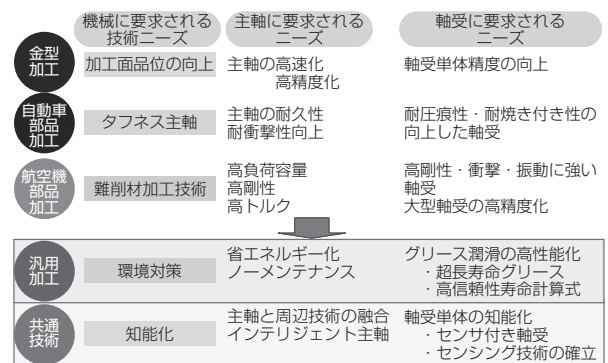 機械に要求される
技術ニーズ
主軸に要求される
ニーズ
軸受に要求される
ニーズ
金型
加工
加工面品位の向上
主軸の高速化
高精度化
軸受単体精度の向上
自動車
部品
加工
タフネス主軸
主軸の耐久性
耐衝撃性向上
耐圧痕性・耐焼き付き性の
向上した軸受
航空機
部品
加工
難削材加工技術
高負荷容量
高剛性
高トルク
高剛性・衝撃・振動に強い
軸受
大型軸受の高精度化
汎用
加工
環境対策
省エネルギー化
ノーメンテナンス
グリース潤滑の高性能化
・超長寿命グリース
・高信頼性寿命計算式
共通
技術
知能化
主軸と周辺技術の融合
インテリジェント主軸
軸受単体の知能化
・センサ付き軸受
・センシング技術の確立